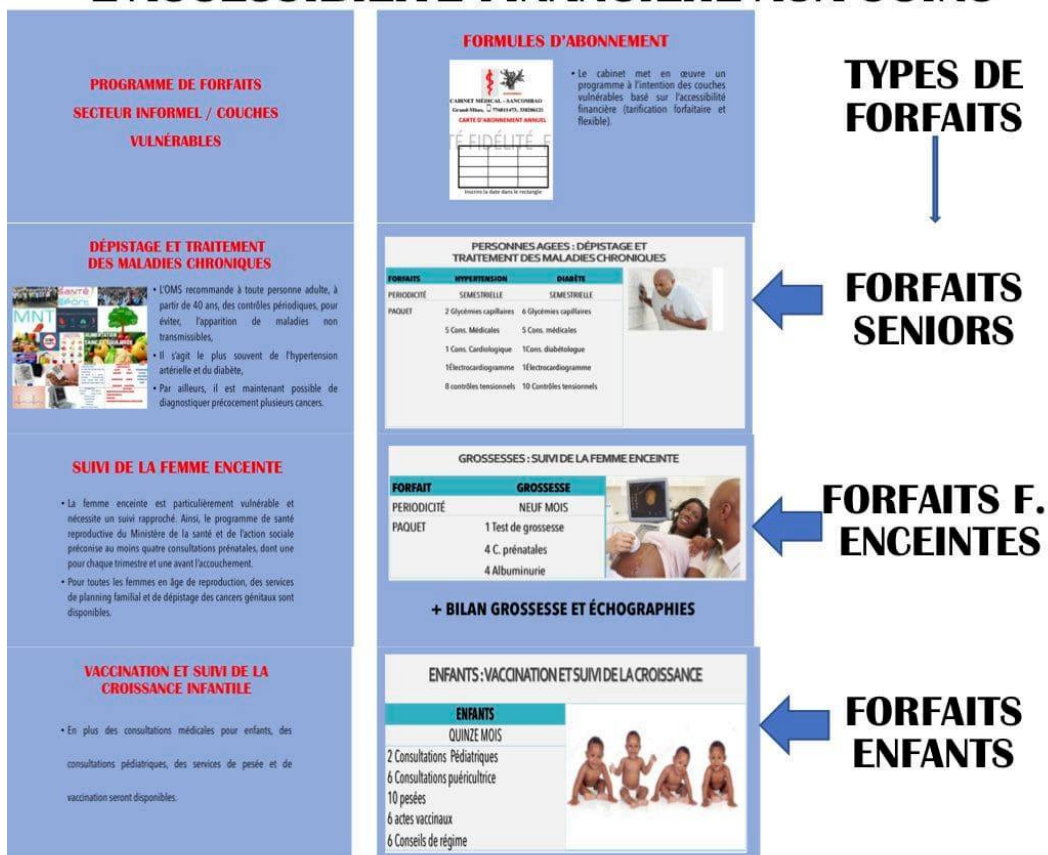 L'ACCESSIBILITÉ FINANCIÈRE AUX SOINS
PROGRAMME DE FORFAITS
SECTEUR INFORMEL / COUCHES
VULNÉRABLES
FORMULES D'ABONNEMENT
CABINET MÉDICAL - SANCOMBAO
CARTE D'ABONNEMENT ANNUEL
TÉ FIDÉLITÉ F
Inscrire la date dans le rectangle
• Le cabinet met en œuvre un
programme à l'intention des couches
vulnérables basé sur l'accessibilité
financière (tarification forfaitaire et
flexible).
TYPES DE
FORFAITS
DÉPISTAGE ET TRAITEMENT
DES MALADIES CHRONIQUES
MNT
• L'OMS recommande à toute personne adulte, à
partir de 40 ans, des contrôles périodiques, pour
éviter, l'apparition de maladies non
transmissibles,
• Il s'agit le plus souvent de l'hypertension
artérielle et du diabète,
• Par ailleurs, il est maintenant possible de
diagnostiquer précocement plusieurs cancers.
PERSONNES AGEES : DÉPISTAGE ET
TRAITEMENT DES MALADIES CHRONIQUES
FORFAITS HYPERTENSION DIABÈTE
PERIODICITÉ SEMESTRIELLE SEMESTRIELLE
PAQUET 2 Glycémies capillaires 6 Glycémies capillaires
5 Cons. Médicales 5 Cons. médicales
1 Cons. Cardiologique 1Cons. diabétologue
1Électrocardiogramme 1Électrocardiogramme
8 contrôles tensionnels 10 Contrôles tensionnels
FORFAITS
SENIORS
SUIVI DE LA FEMME ENCEINTE
• La femme enceinte est particulièrement vulnérable et
nécessite un suivi rapproché. Ainsi, le programme de santé
reproductive du Ministère de la santé et de l'action sociale
préconise au moins quatre consultations prénatales, dont une
pour chaque trimestre et une avant l'accouchement.
• Pour toutes les femmes en âge de reproduction, des services
de planning familial et de dépistage des cancers génitaux sont
disponibles.
GROSSESSES : SUIVI DE LA FEMME ENCEINTE
FORFAIT GROSSESSE
PERIODICITÉ NEUF MOIS
PAQUET 1 Test de grossesse
4 C. prénatales
4 Albuminurie
+ BILAN GROSSESSE ET ÉCHOGRAPHIES
FORFAITS F.
ENCEINTES
VACCINATION ET SUIVI DE LA
CROISSANCE INFANTILE
• En plus des consultations médicales pour enfants, des
consultations pédiatriques, des services de pesée et de
vaccination seront disponibles.
ENFANTS : VACCINATION ET SUIVI DE LA CROISSANCE
ENFANTS
QUINZE MOIS
2 Consultations Pédiatriques
6 Consultations puéricultrice
10 pesées
6 actes vaccinaux
6 Conseils de régime
FORFAITS
ENFANTS